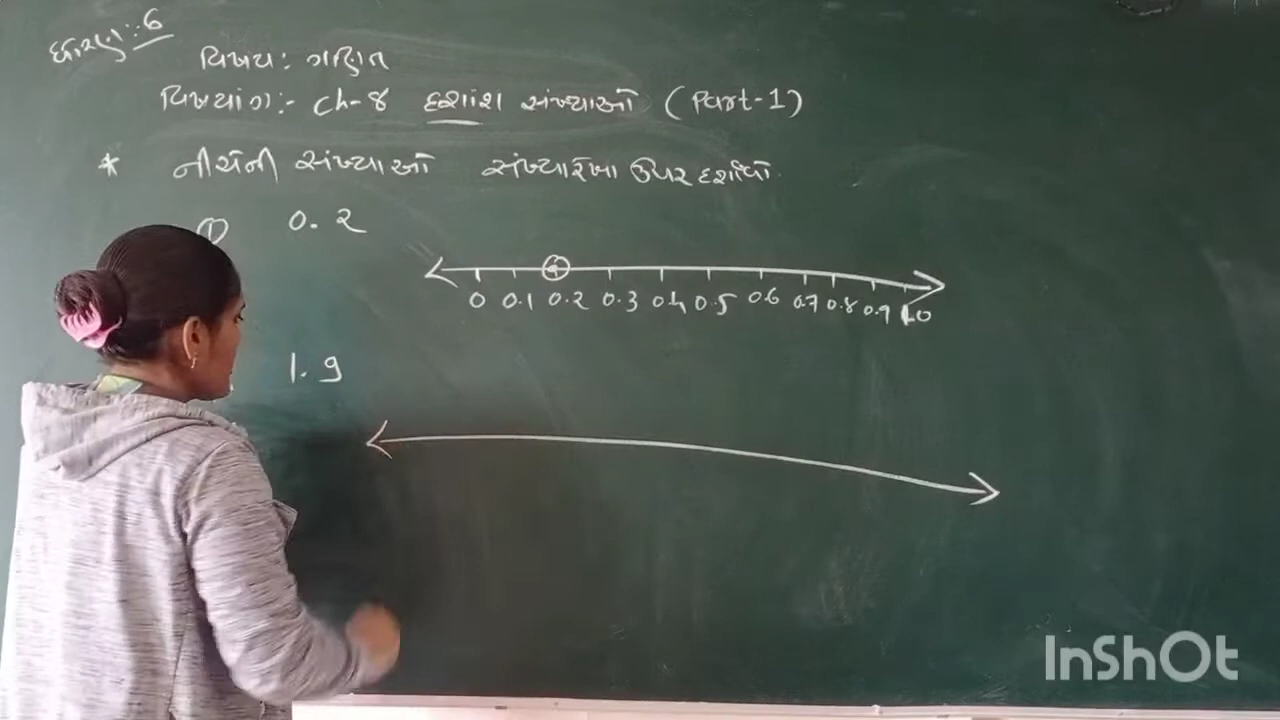 ધોરણ : 6
વિષય : ગણિત
વિષયાંગ :- Ch-8 દશાંશ સંખ્યાઓ (Part-1)
* નીચેની સંખ્યાઓ સંખ્યારેખા ઉપર દર્શાવો.
① 0.2
0 0.1 0.2 0.3 0.4 0.5 0.6 0.7 0.8 0.9 1.0
1.9
InShOt